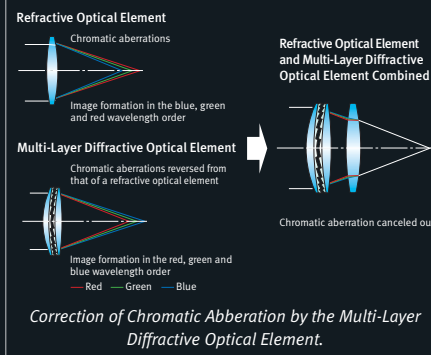 Refractive Optical Element
Chromatic aberrations
Image formation in the blue, green
and red wavelength order
Multi-Layer Diffractive Optical Element
Chromatic aberrations reversed from
that of a refractive optical element
Image formation in the red, green and
blue wavelength order
Red Green Blue
Refractive Optical Element
and Multi-Layer Diffractive
Optical Element Combined
Chromatic aberration canceled ou
Correction of Chromatic Abberation by the Multi-Layer
Diffractive Optical Element.